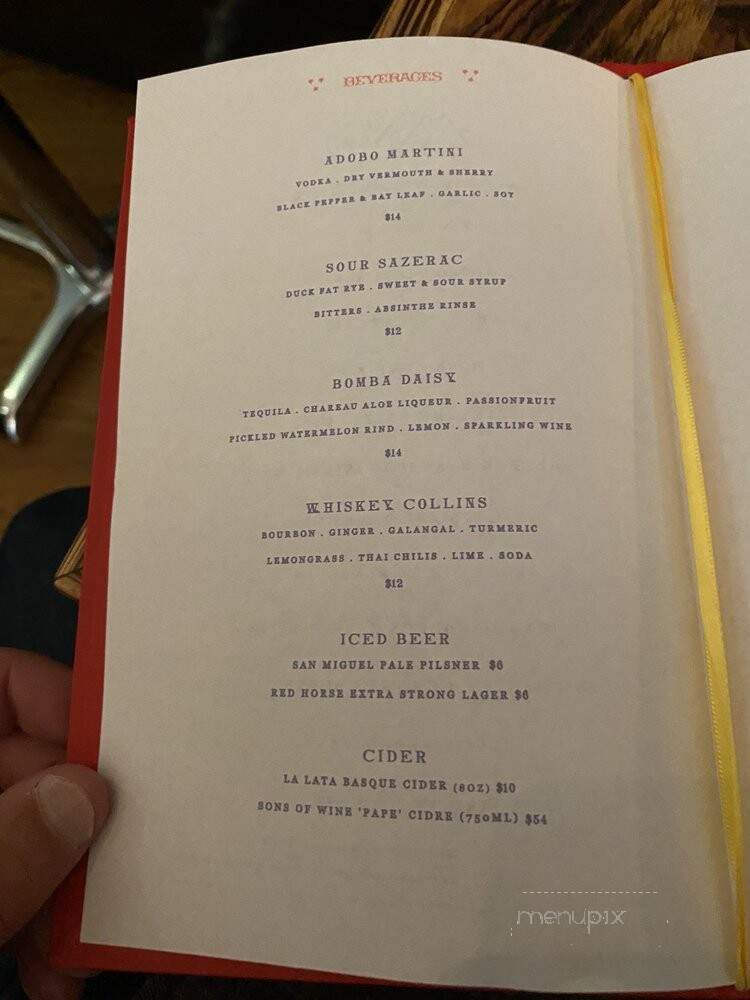 BEVERAGES
ADOBO MARTINI
VODKA . DRY VERMOUTH & SHERRY
BLACK PEPPER & BAY LEAF . GARLIC . SOY
$14
SOUR SAZERAC
DUCK FAT RYE . SWEET & SOUR SYRUP
BITTERS . ABSINTHE RINSE
$12
BOMBA DAISY
TEQUILA . CHAREAU ALOE LIQUEUR . PASSIONFRUIT
PICKLED WATERMELON RIND . LEMON . SPARKLING WINE
$14
WHISKEY COLLINS
BOURBON . GINGER . GALANGAL . TURMERIC
LEMONGRASS . THAI CHILIS . LIME . SODA
$12
ICED BEER
SAN MIGUEL PALE PILSNER $6
RED HORSE EXTRA STRONG LAGER $6
CIDER
LA LATA BASQUE CIDER (8OZ) $10
SONS OF WINE 'PAPE' CIDRE (750ML) $54
menupix